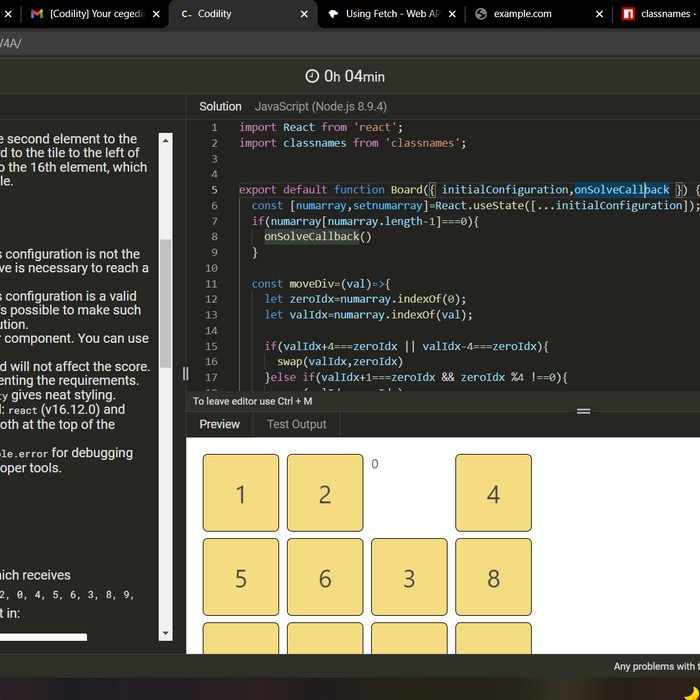 [Codility] Your cegedi
Codility
Using Fetch - Web AP
example.com
classnames -
/4A/
0h 04min
Solution JavaScript (Node.js 8.9.4)
e second element to the
d to the tile to the left of
o the 16th element, which
le.
s configuration is not the
ve is necessary to reach a
s configuration is a valid
's possible to make such
ution.
r component. You can use
d will not affect the score.
enting the requirements.
ty gives neat styling.
d: react (v16.12.0) and
oth at the top of the
le.error for debugging
oper tools.
ich receives
2, 0, 4, 5, 6, 3, 8, 9,
t in:
1 import React from 'react';
2 import classnames from 'classnames';
3
4
5 export default function Board({ initialConfiguration,onSolveCallback }) {
6 const [numarray,setnumarray]=React.useState([...initialConfiguration]);
7 if(numarray[numarray.length-1]===0){
8 onSolveCallback()
9 }
10
11 const moveDiv=(val)=>{
12 let zeroIdx=numarray.indexOf(0);
13 let valIdx=numarray.indexOf(val);
14
15 if(valIdx+4===zeroIdx || valIdx-4===zeroIdx){
16 swap(valIdx,zeroIdx)
17 }else if(valIdx+1===zeroIdx && zeroIdx %4 !==0){
To leave editor use Ctrl + M
Preview Test Output
1 2 0 4
5 6 3 8
Any problems with t